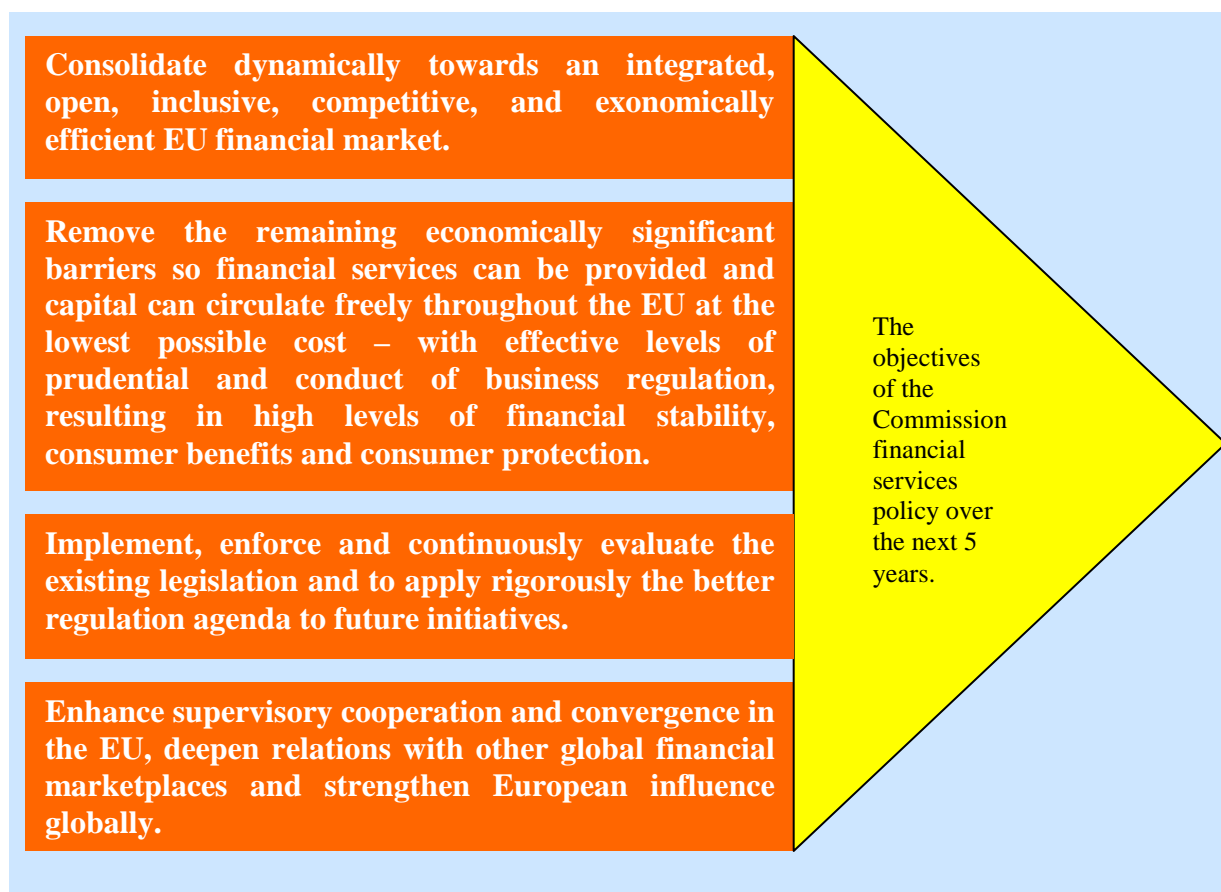 Consolidate dynamically towards an integrated,
open, inclusive, competitive, and exonomically
efficient EU financial market.
Remove the remaining economically significant
barriers so financial services can be provided and
capital can circulate freely throughout the EU at the
lowest possible cost – with effective levels of
prudential and conduct of business regulation,
resulting in high levels of financial stability,
consumer benefits and consumer protection.
Implement, enforce and continuously evaluate the
existing legislation and to apply rigorously the better
regulation agenda to future initiatives.
Enhance supervisory cooperation and convergence in
the EU, deepen relations with other global financial
marketplaces and strengthen European influence
globally.
The
objectives
of the
Commission
financial
services
policy over
the next 5
years.